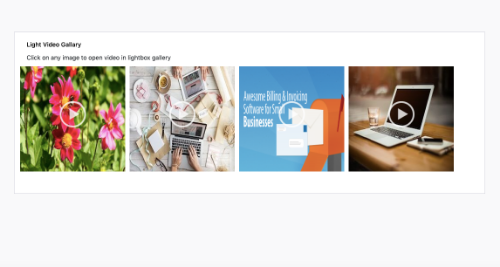 Light Video Gallary
Click on any image to open video in lightbox gallery
Awesome Billing & Invoicing
Software for Small
Businesses